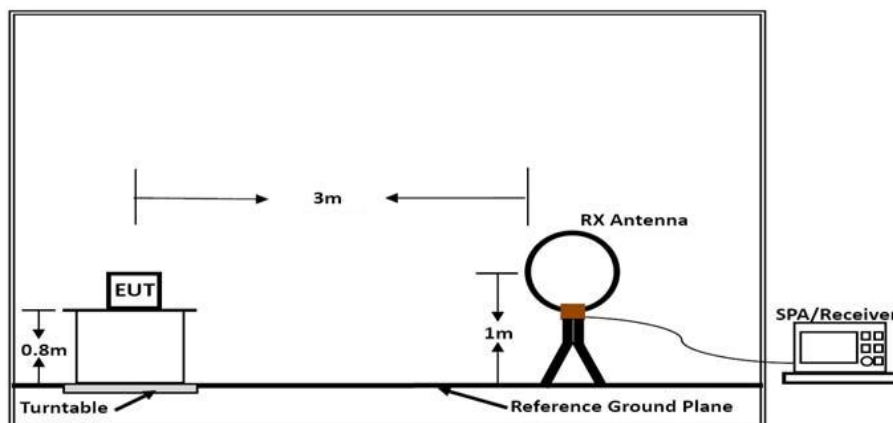 3m
RX Antenna
EUT
SPA/Receiver
0.8m
1m
Turntable
Reference Ground Plane